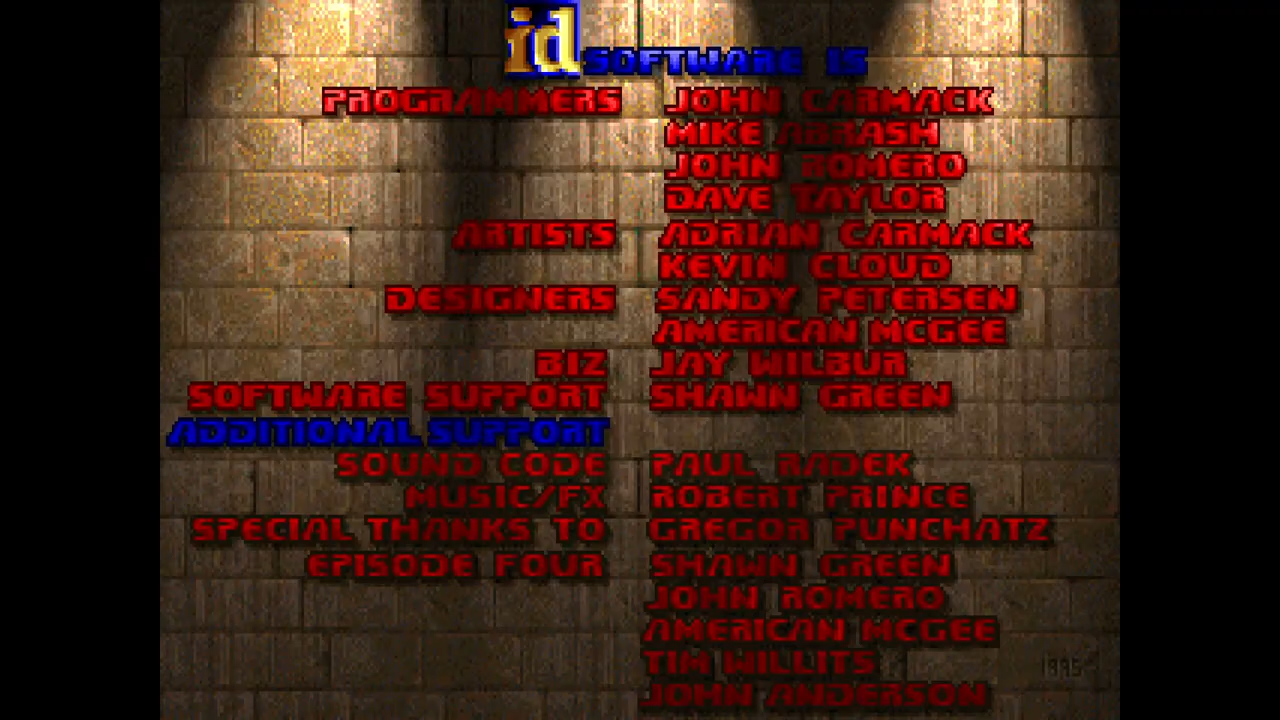 id SOFTWARE IS
PROGRAMMERS JOHN CARMACK
MIKE ABRASH
JOHN ROMERO
DAVE TAYLOR
ARTISTS ADRIAN CARMACK
KEVIN CLOUD
DESIGNERS SANDY PETERSEN
AMERICAN MCGEE
BIZ JAY WILBUR
SOFTWARE SUPPORT SHAWN GREEN
ADDITIONAL SUPPORT
SOUND CODE PAUL RADEK
MUSIC/FX ROBERT PRINCE
SPECIAL THANKS TO GREGOR PUNCHATZ
EPISODE FOUR SHAWN GREEN
JOHN ROMERO
AMERICAN MCGEE
TIM WILLITS
JOHN ANDERSON
1995